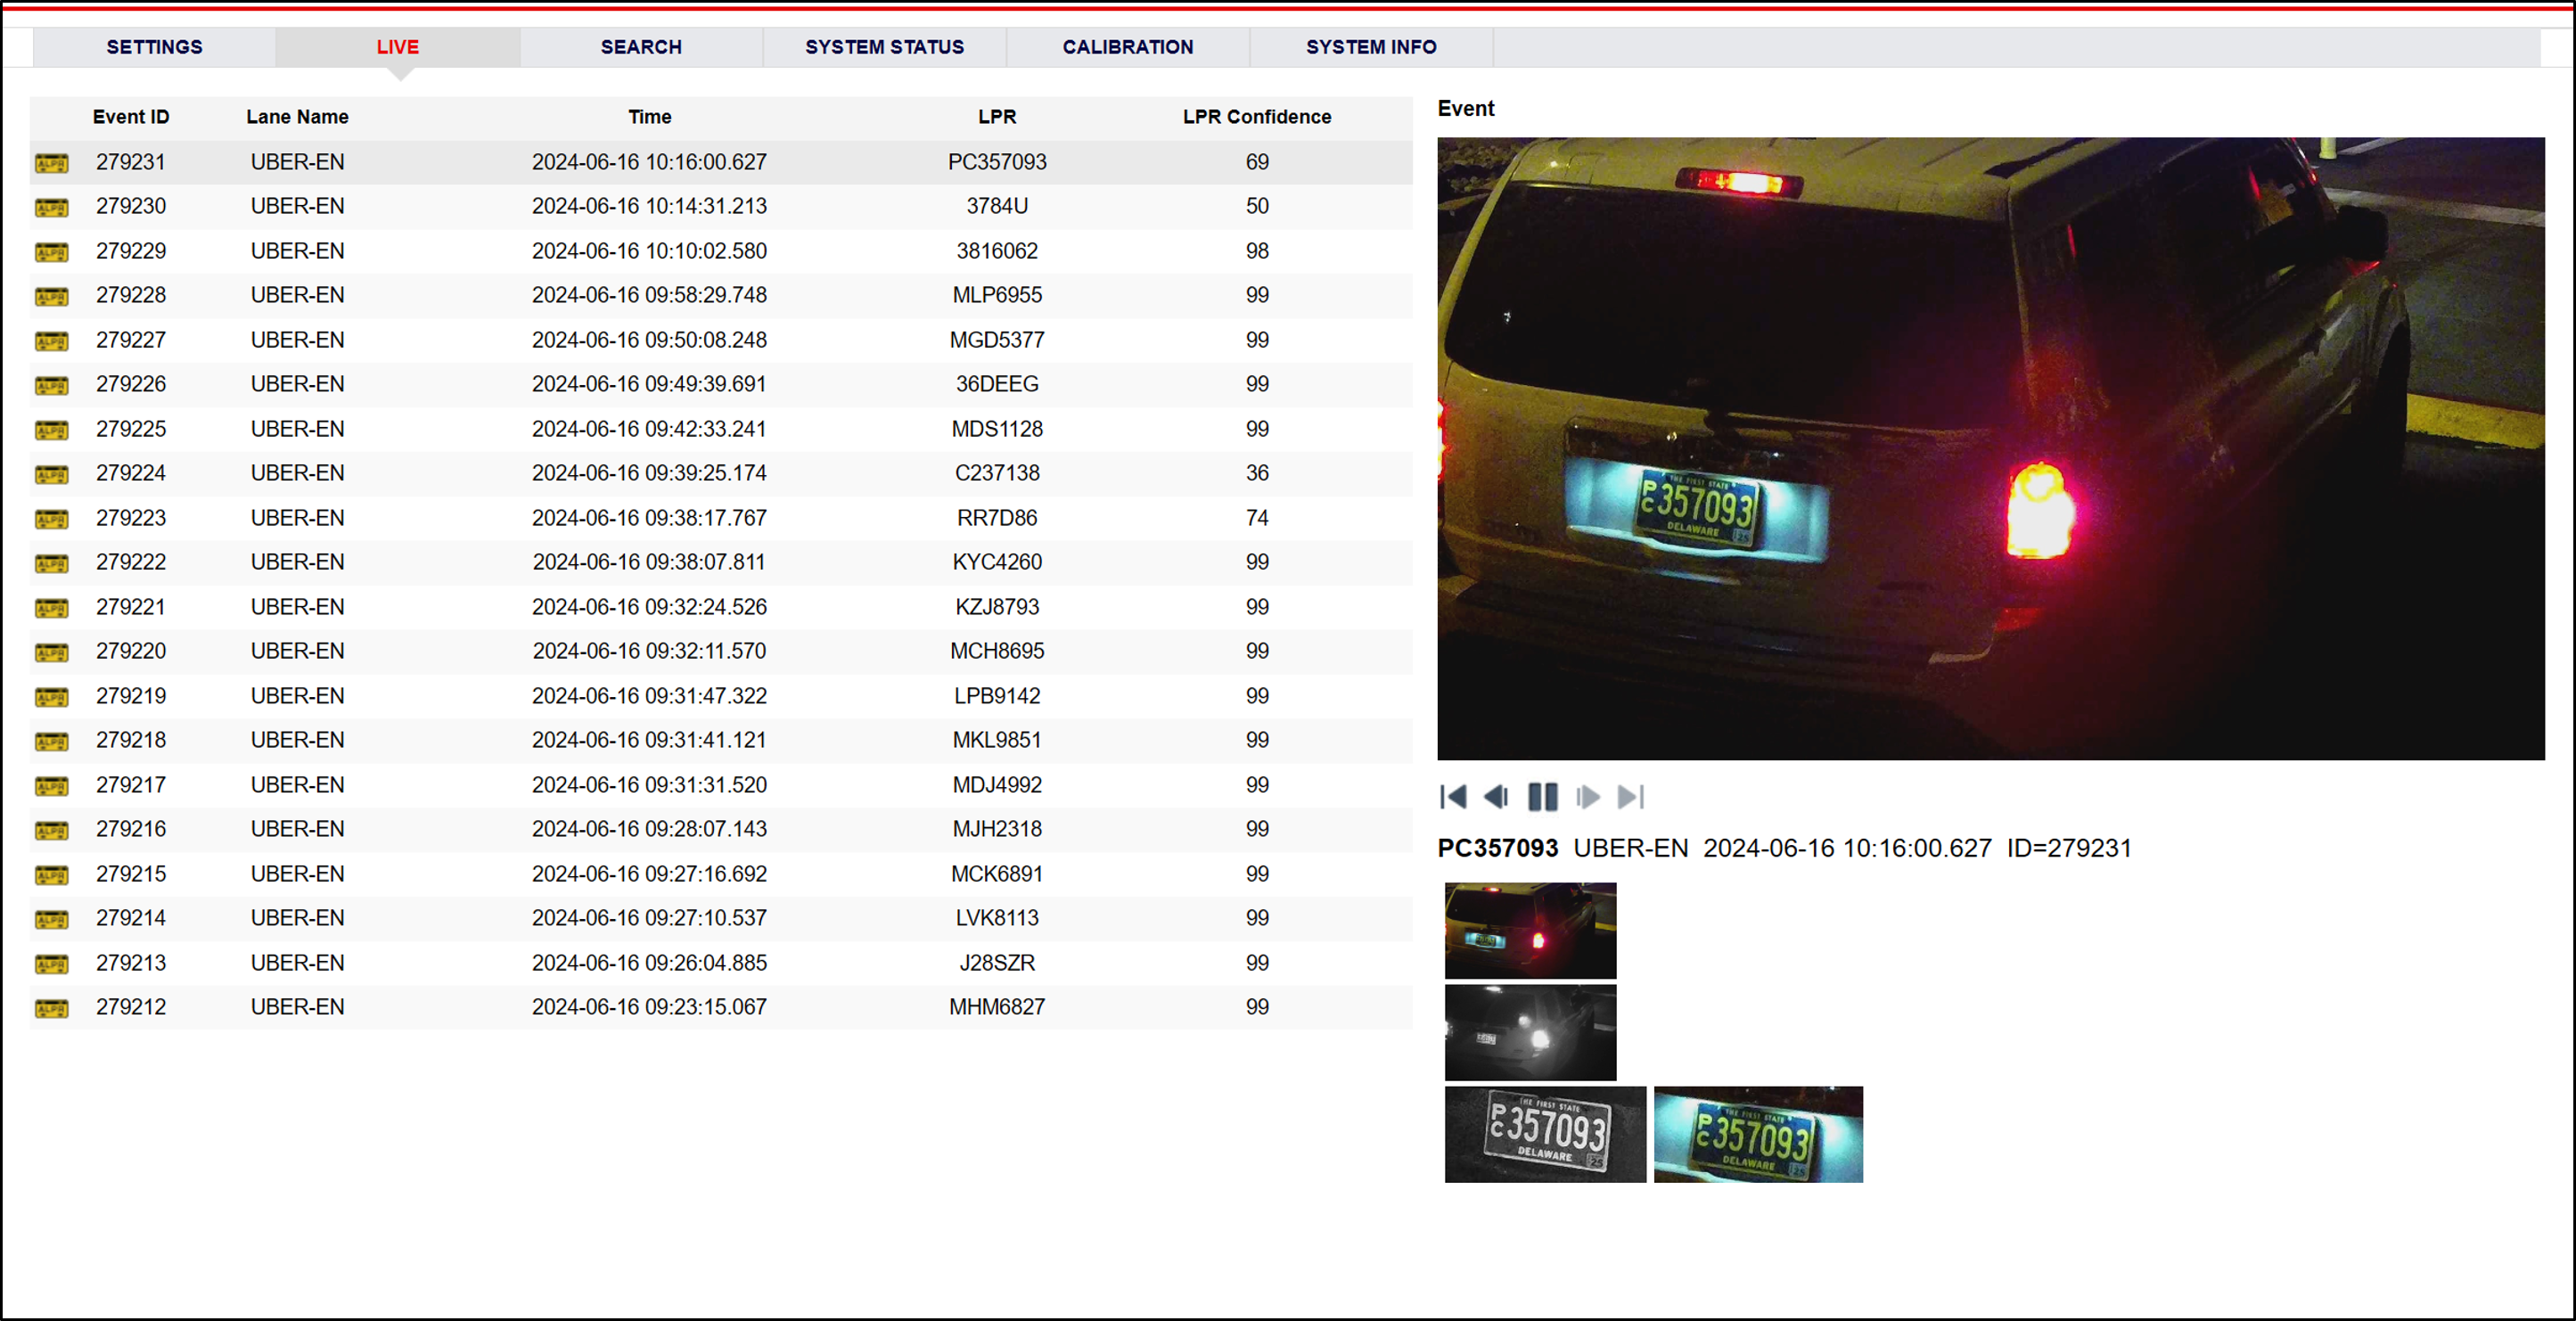 SETTINGS LIVE SEARCH SYSTEM STATUS CALIBRATION SYSTEM INFO
Event ID Lane Name Time LPR LPR Confidence
ALPR 279231 UBER-EN 2024-06-16 10:16:00.627 PC357093 69
ALPR 279230 UBER-EN 2024-06-16 10:14:31.213 3784U 50
ALPR 279229 UBER-EN 2024-06-16 10:10:02.580 3816062 98
ALPR 279228 UBER-EN 2024-06-16 09:58:29.748 MLP6955 99
ALPR 279227 UBER-EN 2024-06-16 09:50:08.248 MGD5377 99
ALPR 279226 UBER-EN 2024-06-16 09:49:39.691 36DEEG 99
ALPR 279225 UBER-EN 2024-06-16 09:42:33.241 MDS1128 99
ALPR 279224 UBER-EN 2024-06-16 09:39:25.174 C237138 36
ALPR 279223 UBER-EN 2024-06-16 09:38:17.767 RR7D86 74
ALPR 279222 UBER-EN 2024-06-16 09:38:07.811 KYC4260 99
ALPR 279221 UBER-EN 2024-06-16 09:32:24.526 KZJ8793 99
ALPR 279220 UBER-EN 2024-06-16 09:32:11.570 MCH8695 99
ALPR 279219 UBER-EN 2024-06-16 09:31:47.322 LPB9142 99
ALPR 279218 UBER-EN 2024-06-16 09:31:41.121 MKL9851 99
ALPR 279217 UBER-EN 2024-06-16 09:31:31.520 MDJ4992 99
ALPR 279216 UBER-EN 2024-06-16 09:28:07.143 MJH2318 99
ALPR 279215 UBER-EN 2024-06-16 09:27:16.692 MCK6891 99
ALPR 279214 UBER-EN 2024-06-16 09:27:10.537 LVK8113 99
ALPR 279213 UBER-EN 2024-06-16 09:26:04.885 J28SZR 99
ALPR 279212 UBER-EN 2024-06-16 09:23:15.067 MHM6827 99
Event
THE FIRST STATE
PC 357093
DELAWARE 25
PC357093 UBER-EN 2024-06-16 10:16:00.627 ID=279231
THE FIRST STATE
PC 357093
DELAWARE 25
THE FIRST STATE
PC 357093
DELAWARE 25